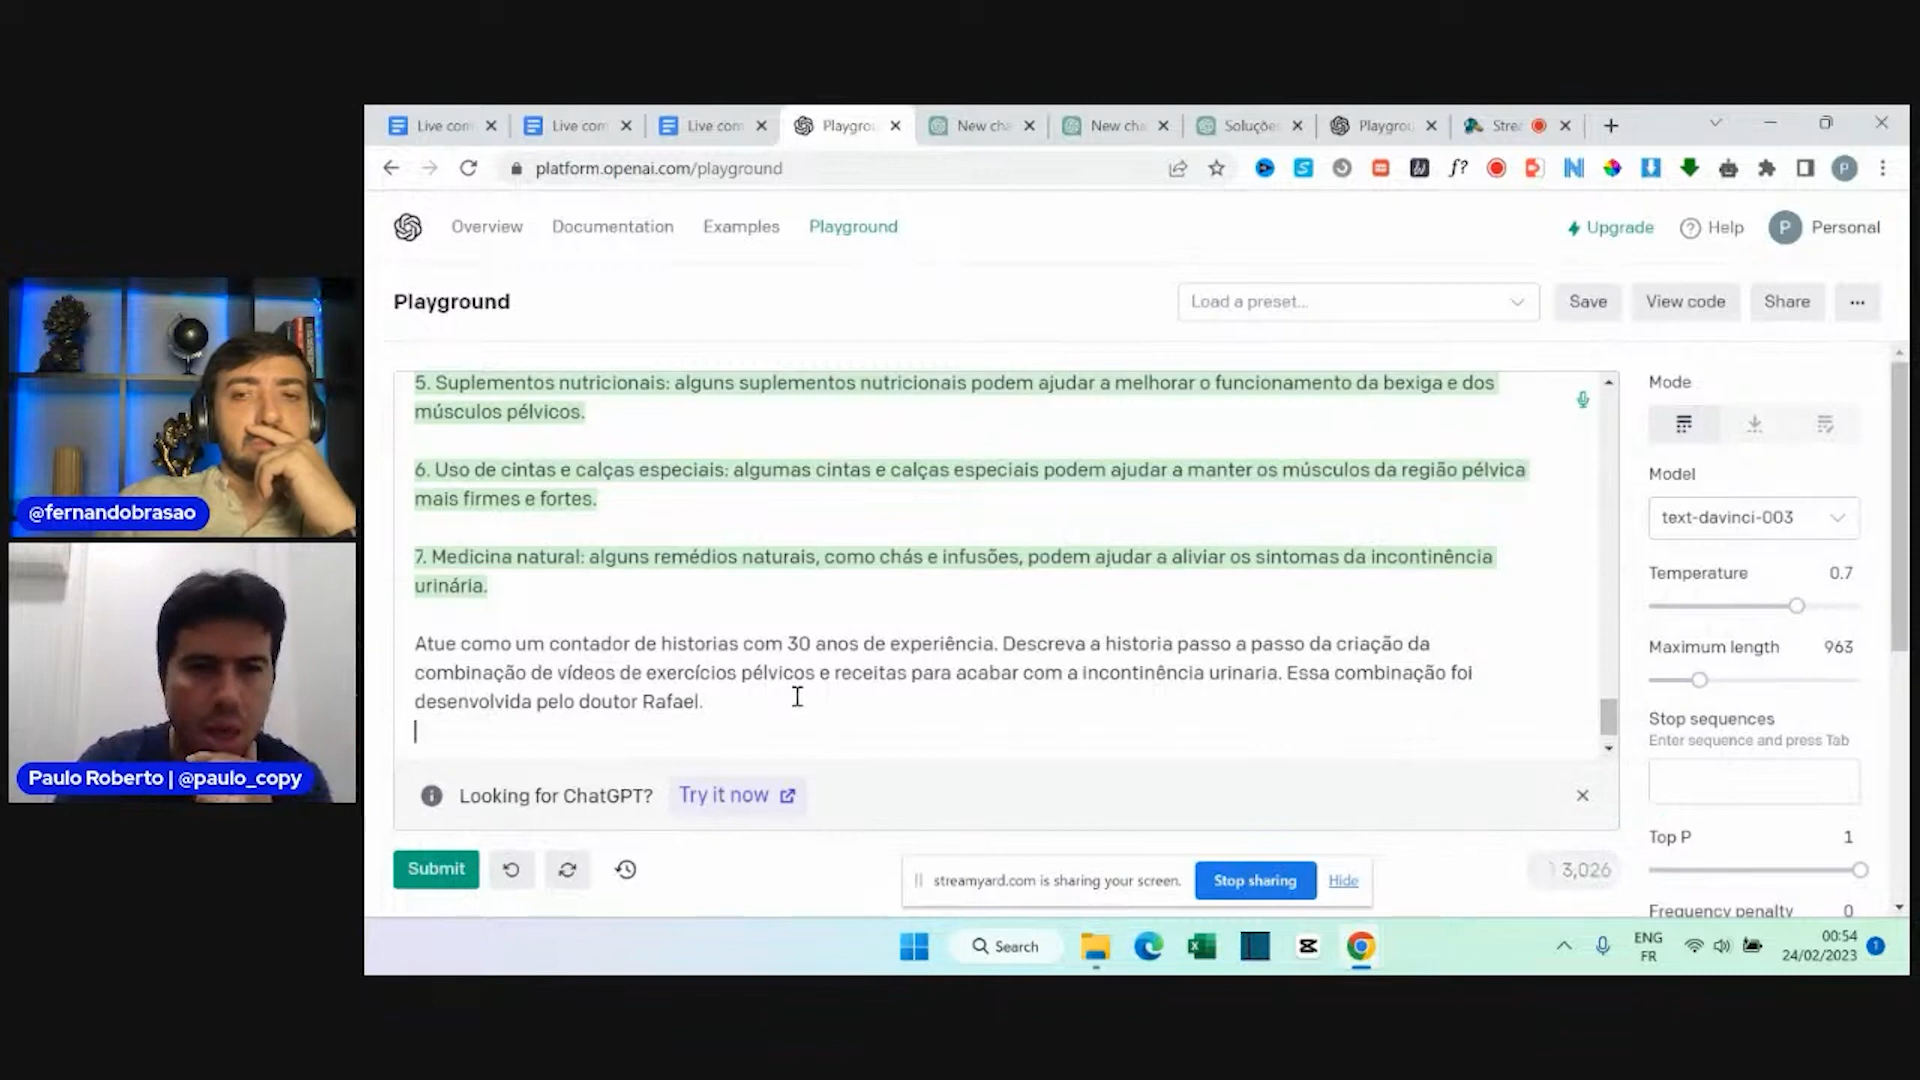 Live con
Live con
Live con
Playgro
New cha
New cha
Solução
Playgrou
Strea
platform.openai.com/playground
Overview
Documentation
Examples
Playground
Upgrade
Help
P
Personal
Playground
Load a preset...
Save
View code
Share
5. Suplementos nutricionais: alguns suplementos nutricionais podem ajudar a melhorar o funcionamento da bexiga e dos
músculos pélvicos.
6. Uso de cintas e calças especiais: algumas cintas e calças especiais podem ajudar a manter os músculos da região pélvica
mais firmes e fortes.
7. Medicina natural: alguns remédios naturais, como chás e infusões, podem ajudar a aliviar os sintomas da incontinência
urinária.
Atue como um contador de historias com 30 anos de experiência. Descreva a historia passo a passo da criação da
combinação de vídeos de exercícios pélvicos e receitas para acabar com a incontinência urinaria. Essa combinação foi
desenvolvida pelo doutor Rafael.
Looking for ChatGPT?
Try it now
Submit
3,026
streamyard.com is sharing your screen.
Stop sharing
Hide
Mode
Model
text-davinci-003
Temperature 0.7
Maximum length 963
Stop sequences
Enter sequence and press Tab
Top P 1
Frequency penalty 0
@fernandobrasao
Paulo Roberto | @paulo_copy
Search
ENG
FR
00:54
24/02/2023
1